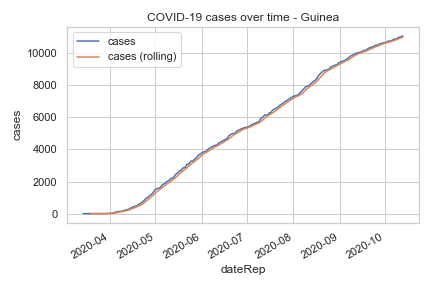 COVID-19 cases over time - Guinea
cases
cases (rolling)
10000
8000
6000
4000
2000
0
cases
2020-04
2020-05
2020-06
2020-07
2020-08
2020-09
2020-10
dateRep